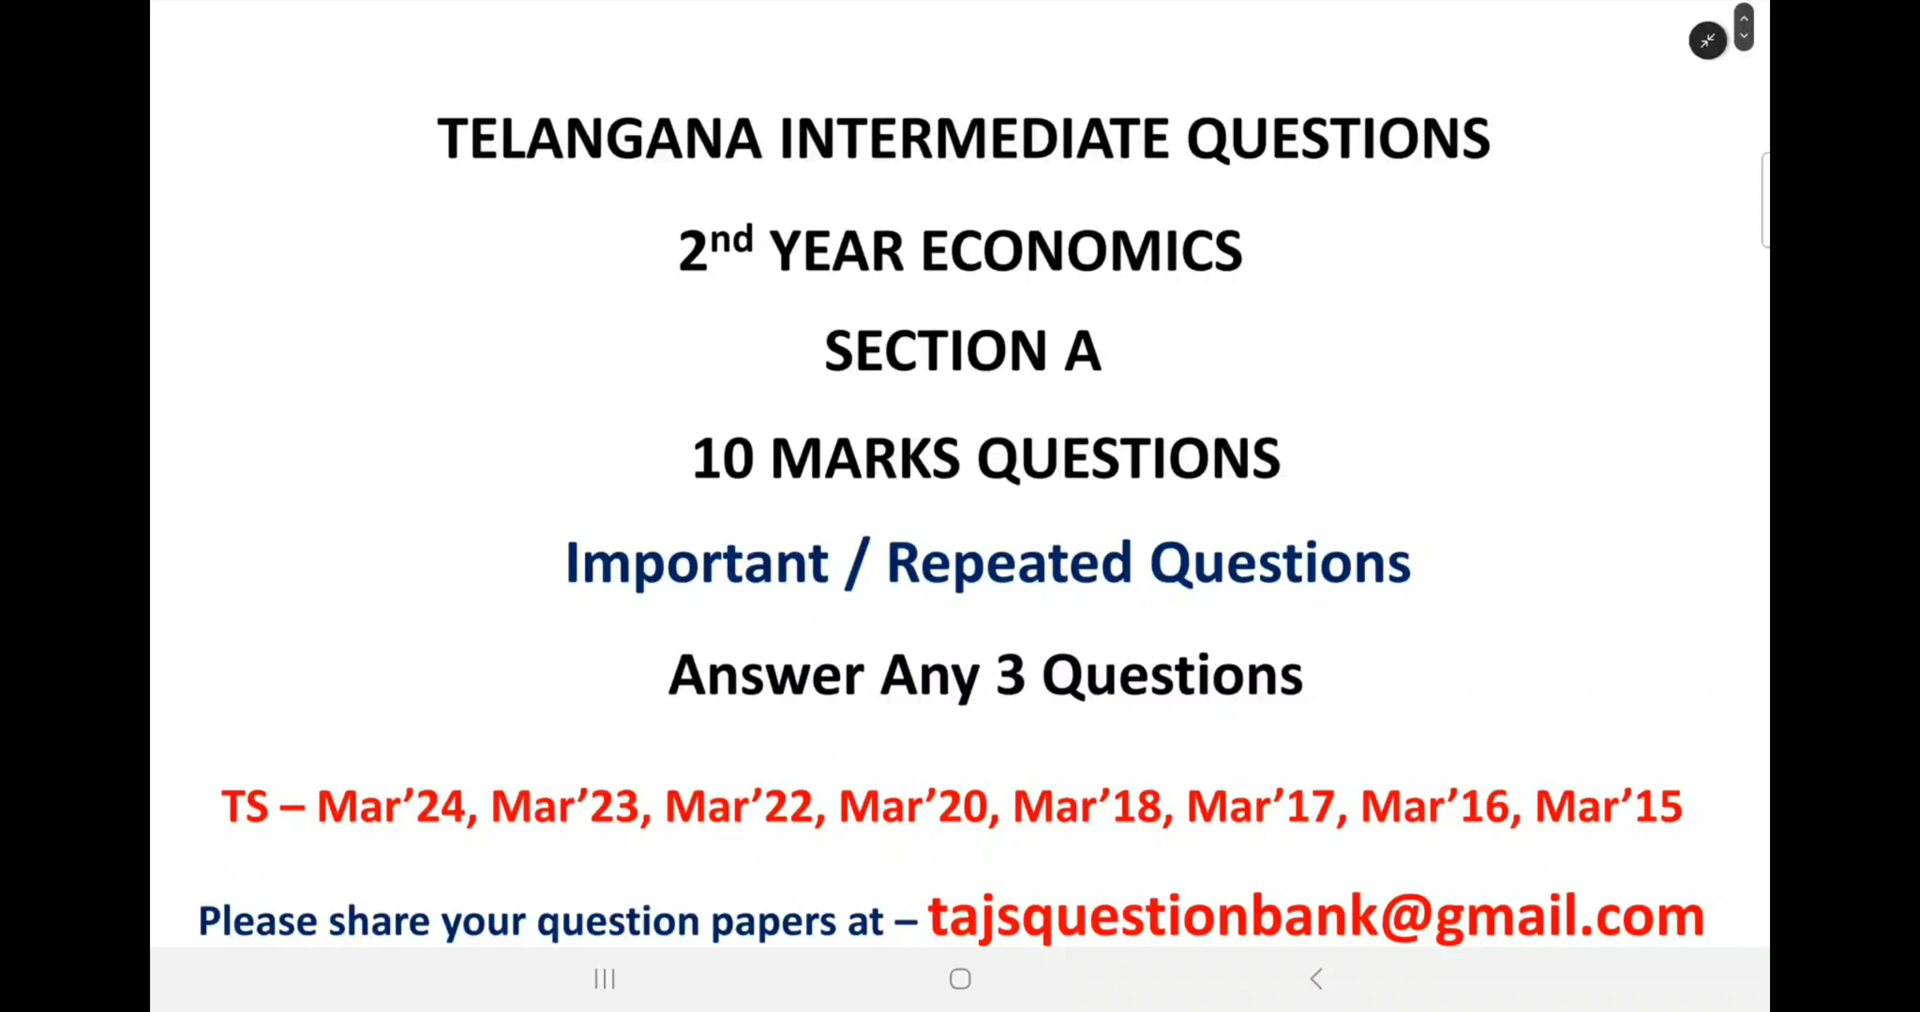 TELANGANA INTERMEDIATE QUESTIONS
2nd YEAR ECONOMICS
SECTION A
10 MARKS QUESTIONS
Important / Repeated Questions
Answer Any 3 Questions
TS – Mar’24, Mar’23, Mar’22, Mar’20, Mar’18, Mar’17, Mar’16, Mar’15
Please share your question papers at – tajsquestionbank@gmail.com